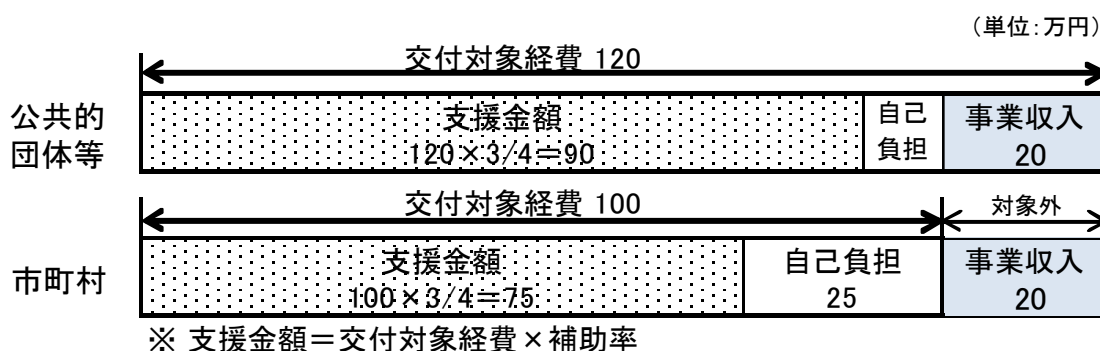 (単位:万円)
交付対象経費 120
公共的
団体等
支援金額
120×3/4=90
自己
負担
事業収入
20
交付対象経費 100
対象外
市町村
支援金額
100×3/4=75
自己負担
25
事業収入
20
※ 支援金額=交付対象経費×補助率